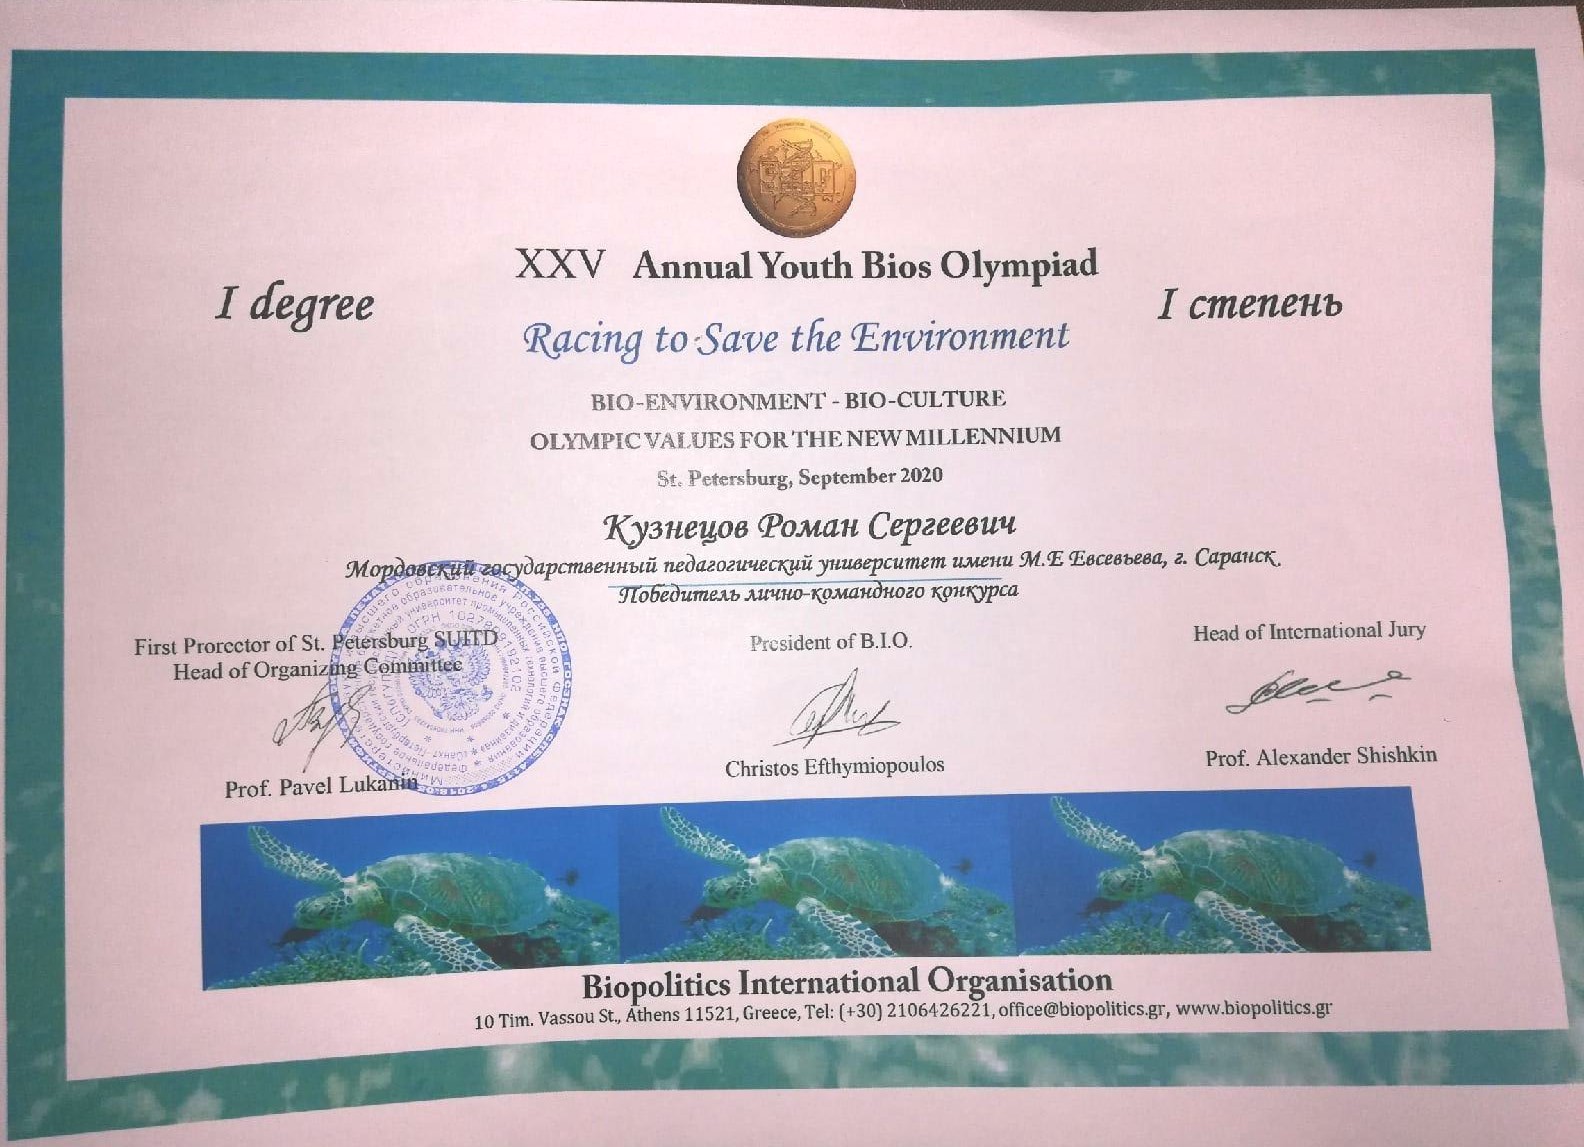 XXV Annual Youth Bios Olympiad
I degree
I степень
Racing to Save the Environment
BIO-ENVIRONMENT - BIO-CULTURE
OLYMPIC VALUES FOR THE NEW MILLENNIUM
St. Petersburg, September 2020
Кузнецов Роман Сергеевич
Мордовский государственный педагогический университет имени М.Е Евсевьева, г. Саранск.
Победитель лично-командного конкурса
First Prorector of St. Petersburg SUITD
Head of Organizing Committee
Prof. Pavel Lukanin
President of B.I.O.
Christos Efthymiopoulos
Head of International Jury
Prof. Alexander Shishkin
Biopolitics International Organisation
10 Tim. Vassou St., Athens 11521, Greece, Tel: (+30) 2106426221, office@biopolitics.gr, www.biopolitics.gr